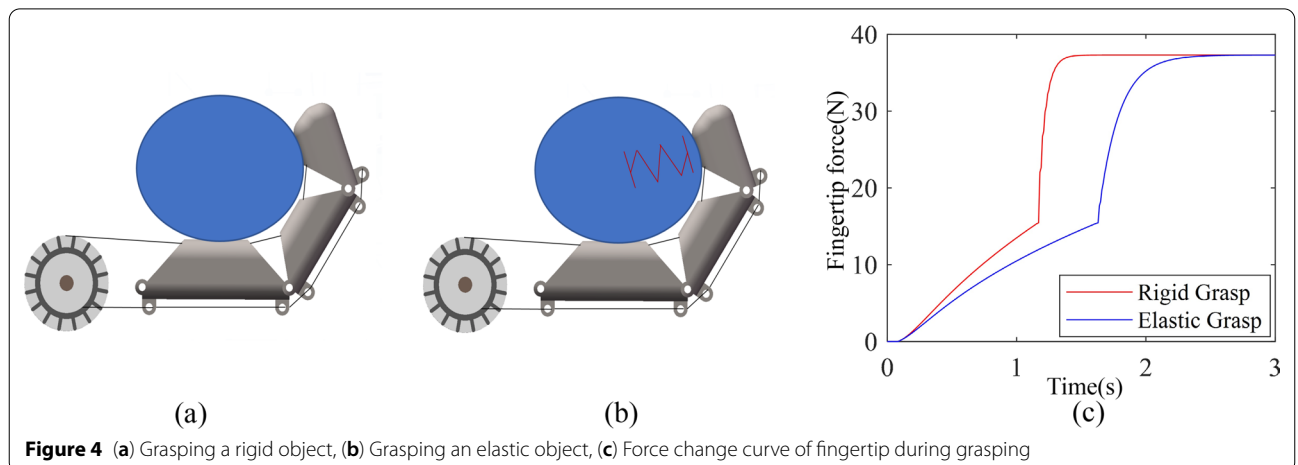 40
30
20
10
0
Fingertip force(N)
Rigid Grasp
Elastic Grasp
0 1 2 3
Time(s)
(a) (b) (c)
Figure 4 (a) Grasping a rigid object, (b) Grasping an elastic object, (c) Force change curve of fingertip during grasping